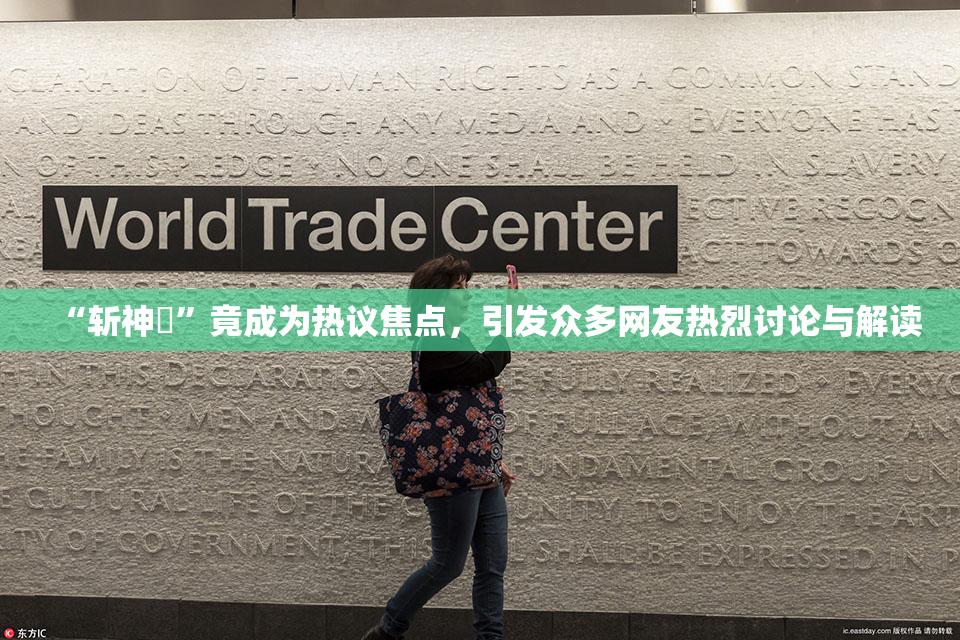 CLARATION OF HUMAN RIGHTS AS A COMMON STAND
AND IDEAS THROUGH ANY MEDIA AND EVERYONE HAS T
N OF THIS PLEDGE NO ONE SHALL BE HELD IN SLAVERY
World Trade Center
ECTIVE RECOGN
ACT TOWARDS O
“斩神”竟成为热议焦点，引发众多网友热烈讨论与解读
IN THIS DECLARATION FULLY REALIZED EVERYO
THOUGHT MEN AND OF FULL AGE, WITHO
E FAMILY IS THE NATURA FUNDAMENTAL GROUP
E CULTURAL LIFE OF THE UNITY, TO ENJOY THE ART
TY OF GOVERNMENT; THIS SHALL BE EXPRESSED IN P
东方IC
ic.eastday.com 版权作品 请勿转载